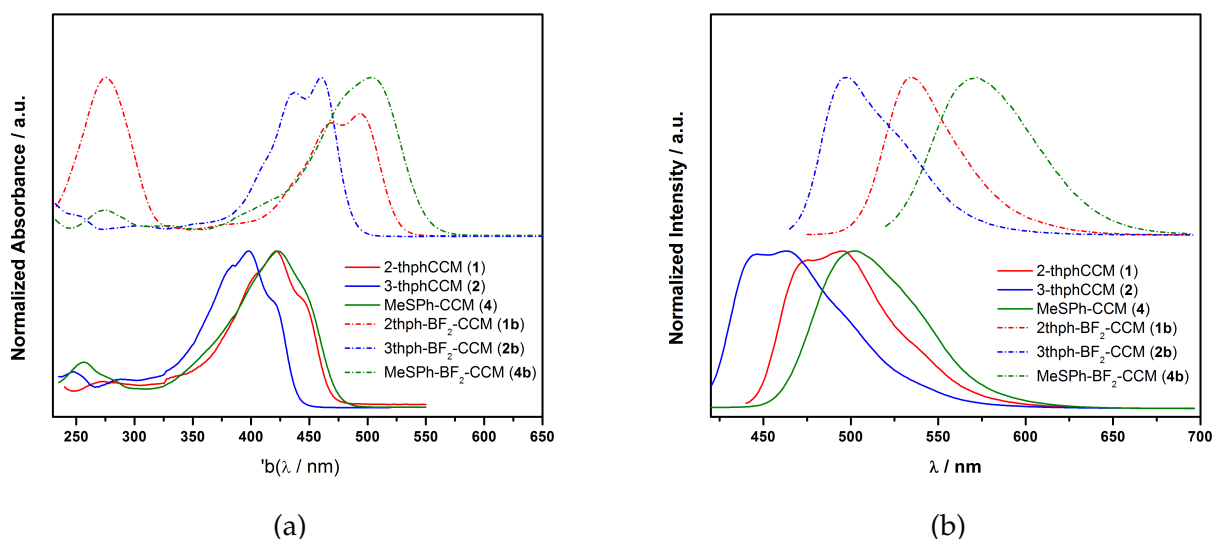 Normalized Absorbance / a.u.
2-thphCCM (1)
3-thphCCM (2)
MeSPh-CCM (4)
2thph-BF2-CCM (1b)
3thph-BF2-CCM (2b)
MeSPh-BF2-CCM (4b)
250 300 350 400 450 500 550 600 650
'b(λ / nm)
(a)
Normalized Intensity / a.u.
2-thphCCM (1)
3-thphCCM (2)
MeSPh-CCM (4)
2thph-BF2-CCM (1b)
3thph-BF2-CCM (2b)
MeSPh-BF2-CCM (4b)
450 500 550 600 650 700
λ / nm
(b)